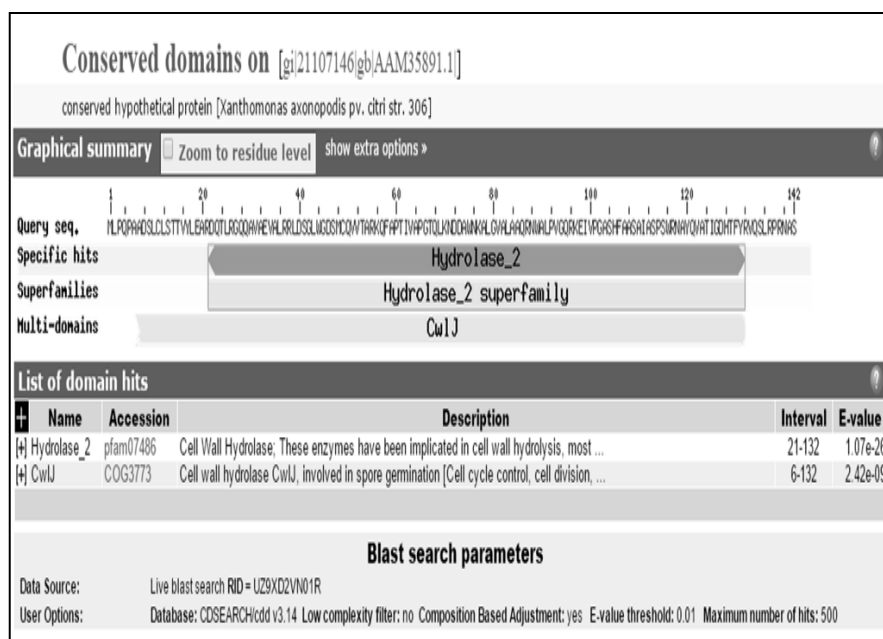 Conserved domains on [gi|21107146|gb|AAM35891.1|]
conserved hypothetical protein [Xanthomonas axonopodis pv. citri str. 306]
Graphical summary Zoom to residue level show extra options » ?
1 20 40 60 80 100 120 142
Query seq.
Specific hits Hydrolase_2
Superfamilies Hydrolase_2 superfamily
Multi-domains CwlJ
List of domain hits ?
+ Name Accession Description Interval E-value
[+] Hydrolase_2 pfam07486 Cell Wall Hydrolase; These enzymes have been implicated in cell wall hydrolysis, most ... 21-132 1.07e-26
[+] CwlJ COG3773 Cell wall hydrolase CwlJ, involved in spore germination [Cell cycle control, cell division, ... 6-132 2.42e-09
Blast search parameters
Data Source: Live blast search RID = UZ9XD2VN01R
User Options: Database: CDSEARCH/cdd v3.14 Low complexity filter: no Composition Based Adjustment: yes E-value threshold: 0.01 Maximum number of hits: 500